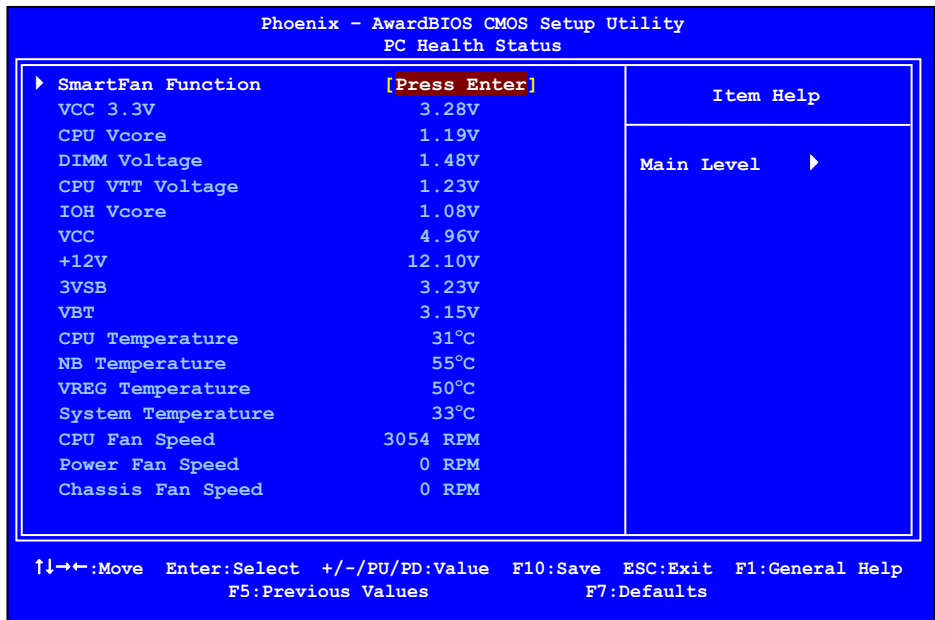 Phoenix - AwardBIOS CMOS Setup Utility
PC Health Status
SmartFan Function [Press Enter]
VCC 3.3V 3.28V
CPU Vcore 1.19V
DIMM Voltage 1.48V
CPU VTT Voltage 1.23V
IOH Vcore 1.08V
VCC 4.96V
+12V 12.10V
3VSB 3.23V
VBT 3.15V
CPU Temperature 31°C
NB Temperature 55°C
VREG Temperature 50°C
System Temperature 33°C
CPU Fan Speed 3054 RPM
Power Fan Speed 0 RPM
Chassis Fan Speed 0 RPM
Item Help
Main Level
↑↓→←:Move Enter:Select +/-/PU/PD:Value F10:Save ESC:Exit F1:General Help
F5:Previous Values F7:Defaults